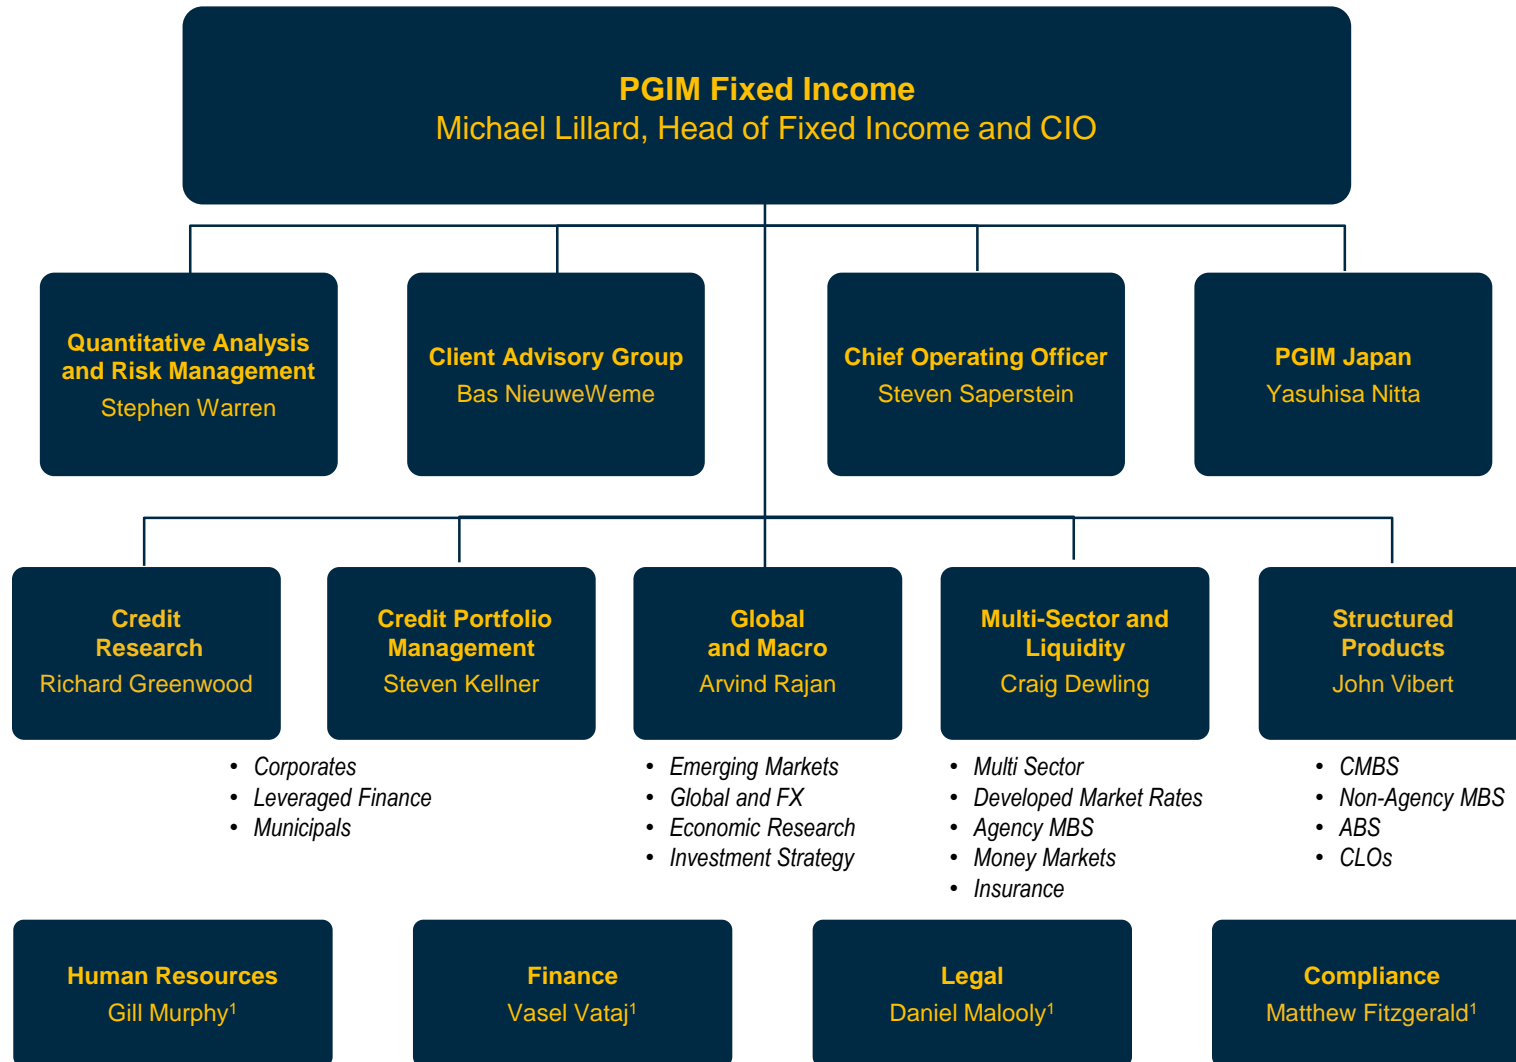 PGIM Fixed Income
Michael Lillard, Head of Fixed Income and CIO
Quantitative Analysis
and Risk Management
Stephen Warren
Client Advisory Group
Bas NieuweWeme
Chief Operating Officer
Steven Saperstein
PGIM Japan
Yasuhisa Nitta
Credit
Research
Richard Greenwood
Credit Portfolio
Management
Steven Kellner
Global
and Macro
Arvind Rajan
Multi-Sector and
Liquidity
Craig Dewling
Structured
Products
John Vibert
• Corporates
• Leveraged Finance
• Municipals
• Emerging Markets
• Global and FX
• Economic Research
• Investment Strategy
• Multi Sector
• Developed Market Rates
• Agency MBS
• Money Markets
• Insurance
• CMBS
• Non-Agency MBS
• ABS
• CLOs
Human Resources
Gill Murphy¹
Finance
Vasel Vataj¹
Legal
Daniel Malooly¹
Compliance
Matthew Fitzgerald¹